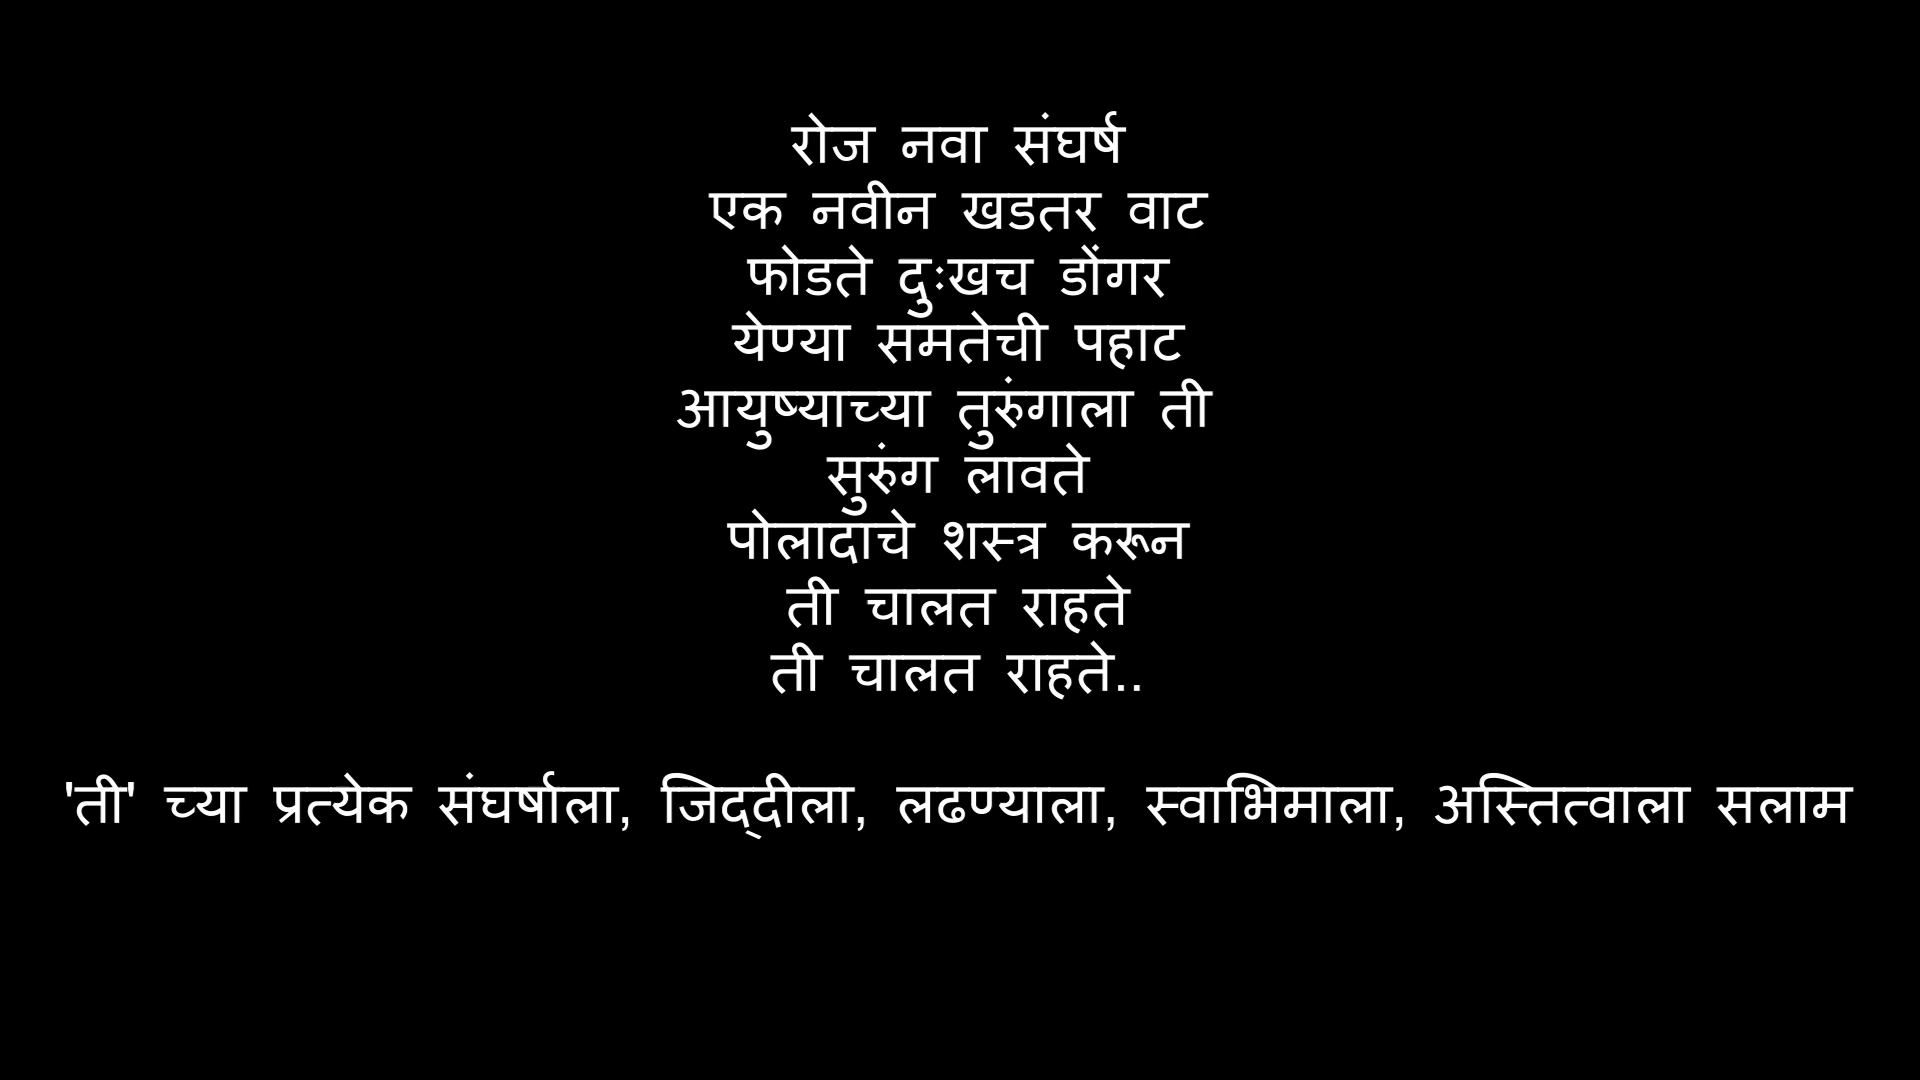 रोज नवा संघर्ष
एक नवीन खडतर वाट
फोडते दुःखच डोंगर
येण्या समतेची पहाट
आयुष्याच्या तुरुंगाला ती
सुरुंग लावते
पोलादाचे शस्त्र करून
ती चालत राहते
ती चालत राहते..
'ती' च्या प्रत्येक संघर्षाला, जिद्दीला, लढण्याला, स्वाभिमाला, अस्तित्वाला सलाम